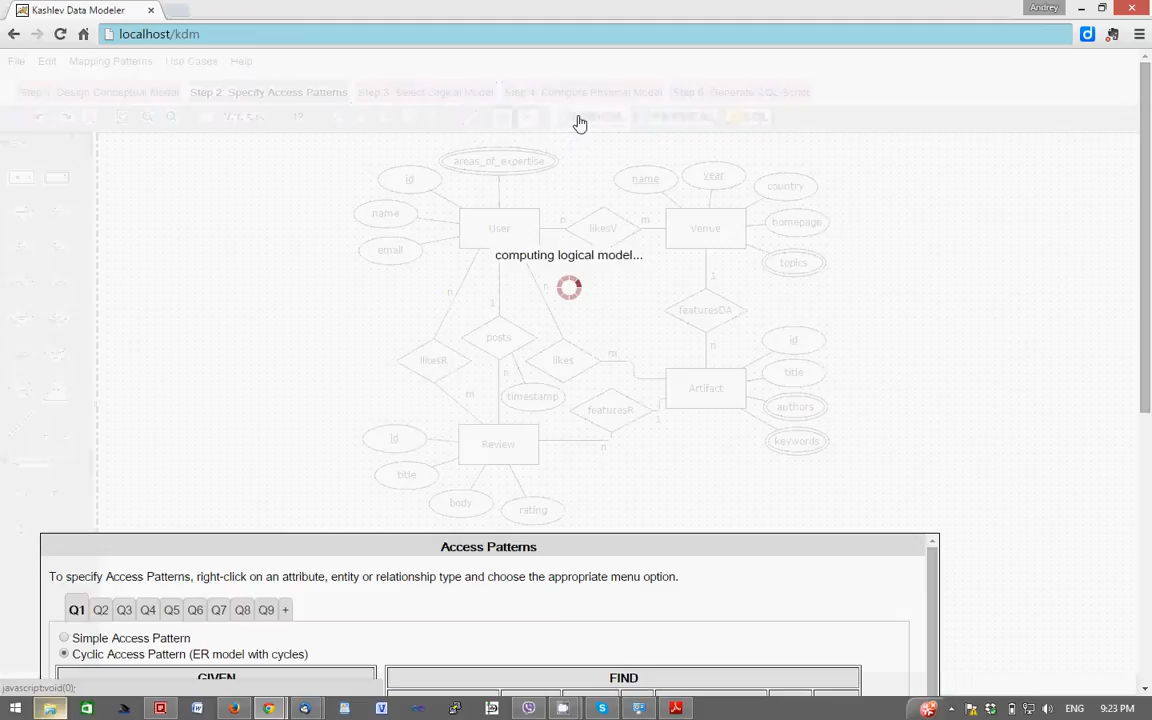 Kashlev Data Modeler
Andrey
localhost/kdm
File Edit Mapping Patterns Use Cases Help
Step 1: Design Conceptual Model Step 2: Specify Access Patterns Step 3: Select Logical Model Step 4: Configure Physical Model Step 5: Generate CQL Script
areas_of_expertise
id
name
email
User
n
likesV
m
name
year
country
homepage
topics
Venue
computing logical model...
n
1
n
1
featuresDA
posts
likesR
likes
m
n
id
title
authors
keywords
Artifact
m
n
timestamp
featuresR
1
n
Review
id
title
body
rating
Access Patterns
To specify Access Patterns, right-click on an attribute, entity or relationship type and choose the appropriate menu option.
Q1 Q2 Q3 Q4 Q5 Q6 Q7 Q8 Q9 +
Simple Access Pattern
Cyclic Access Pattern (ER model with cycles)
GIVEN FIND
javascript:void(0);
ENG 9:23 PM